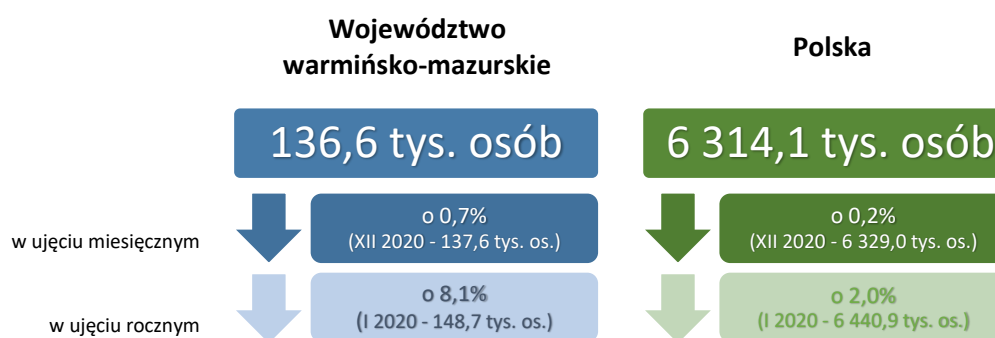 Województwo
warmińsko-mazurskie
Polska
136,6 tys. osób
6 314,1 tys. osób
w ujęciu miesięcznym
o 0,7%
(XII 2020 - 137,6 tys. os.)
o 0,2%
(XII 2020 - 6 329,0 tys. os.)
w ujęciu rocznym
o 8,1%
(I 2020 - 148,7 tys. os.)
o 2,0%
(I 2020 - 6 440,9 tys. os.)